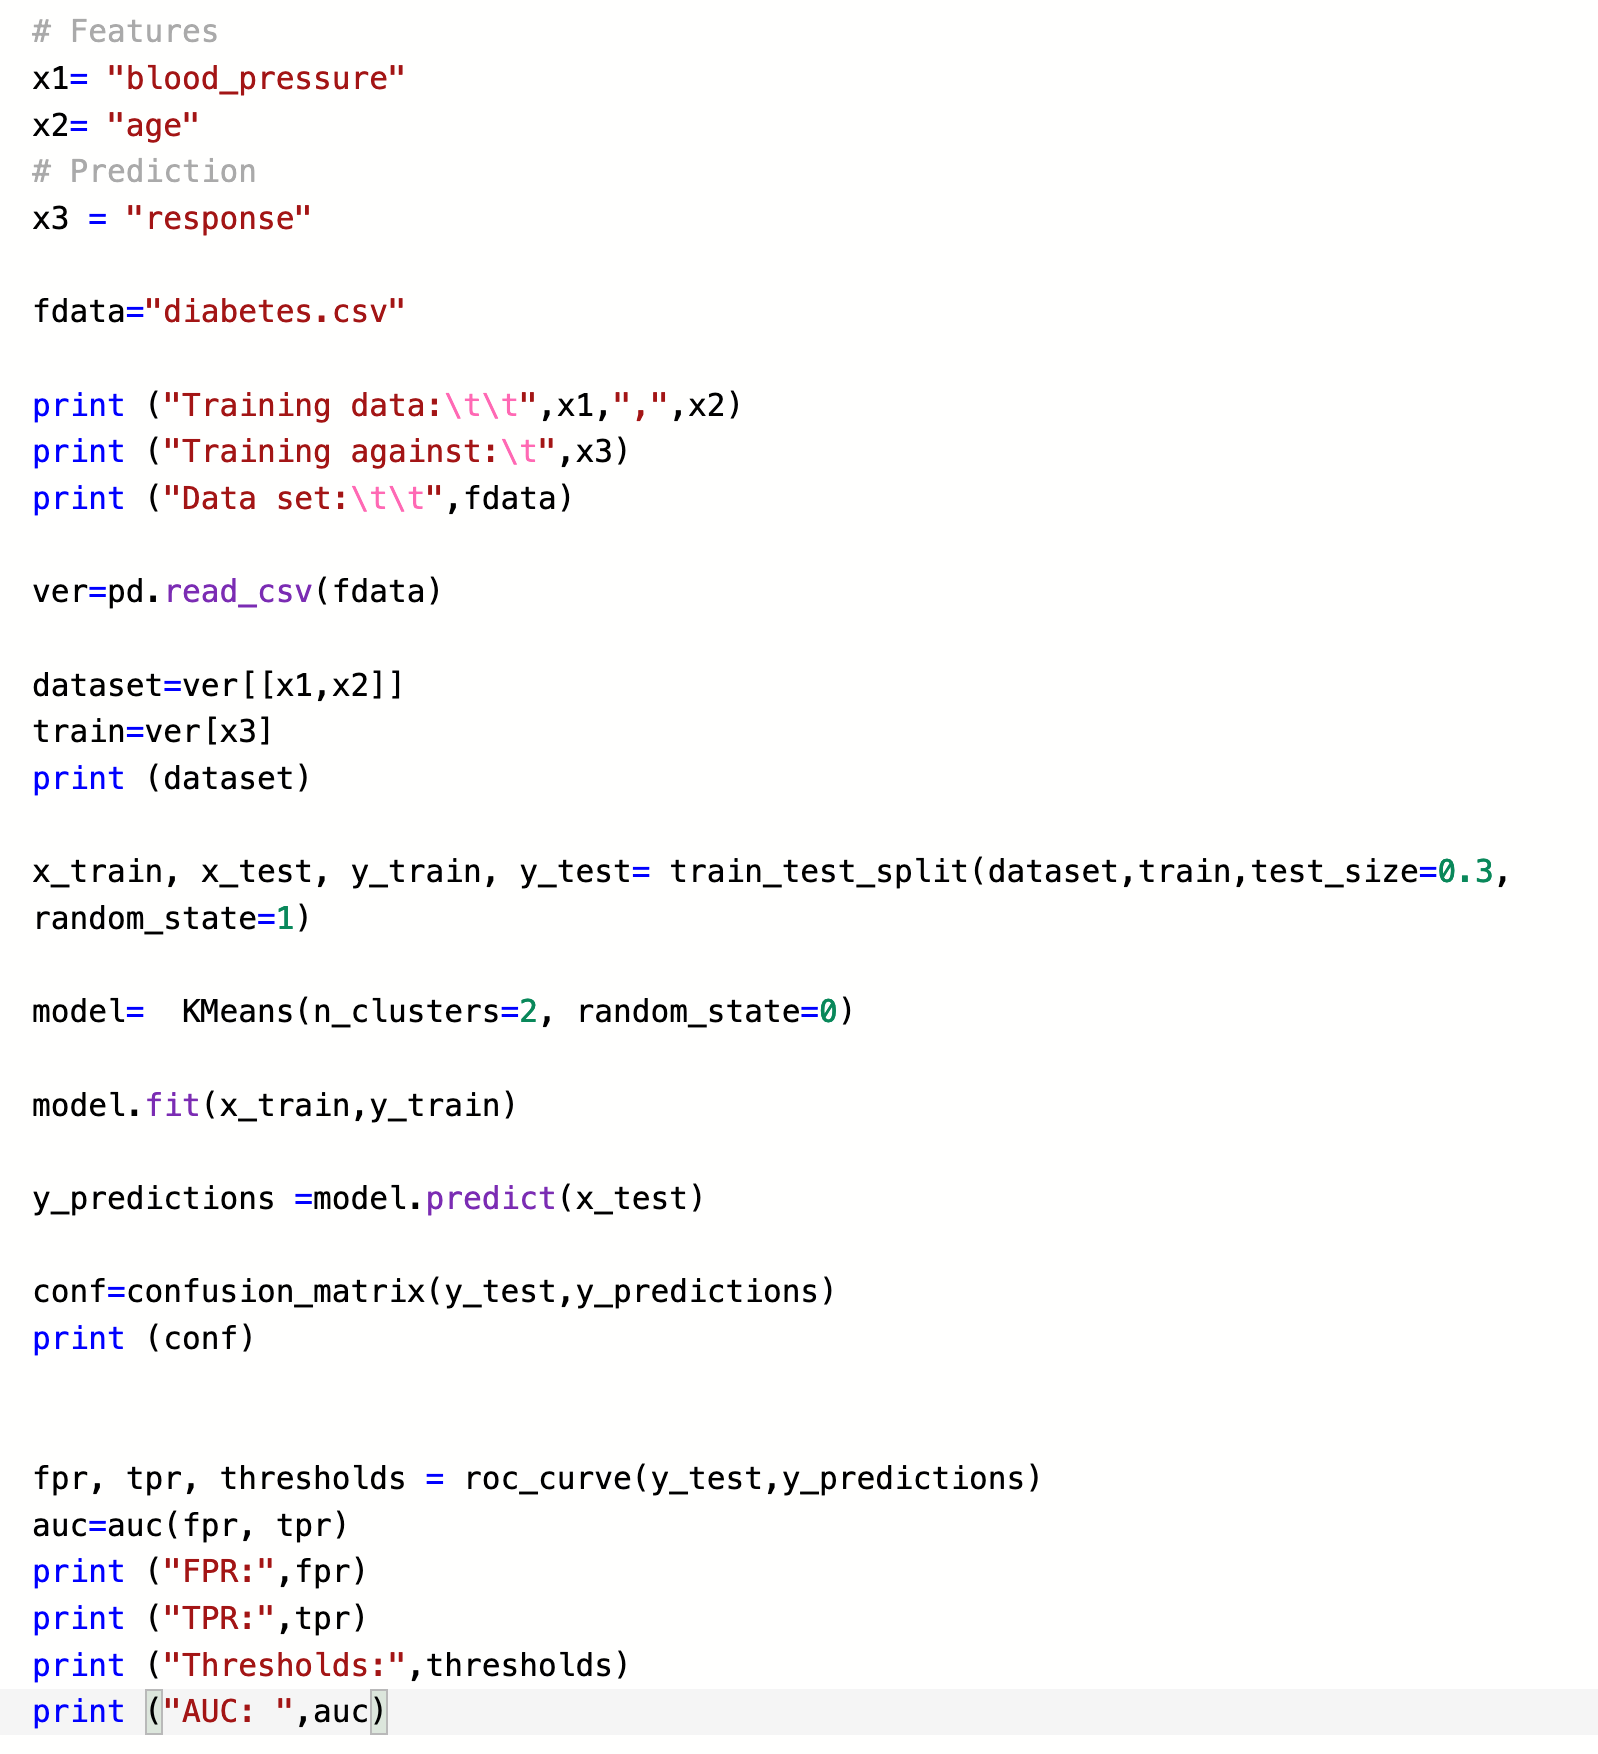 # Features
x1= "blood_pressure"
x2= "age"
# Prediction
x3 = "response"
fdata="diabetes.csv"
print ("Training data:\t\t",x1,",",x2)
print ("Training against:\t",x3)
print ("Data set:\t\t",fdata)
ver=pd.read_csv(fdata)
dataset=ver[[x1,x2]]
train=ver[x3]
print (dataset)
x_train, x_test, y_train, y_test= train_test_split(dataset,train,test_size=0.3,
random_state=1)
model=  KMeans(n_clusters=2, random_state=0)
model.fit(x_train,y_train)
y_predictions =model.predict(x_test)
conf=confusion_matrix(y_test,y_predictions)
print (conf)
fpr, tpr, thresholds = roc_curve(y_test,y_predictions)
auc=auc(fpr, tpr)
print ("FPR:",fpr)
print ("TPR:",tpr)
print ("Thresholds:",thresholds)
print ("AUC: ",auc)